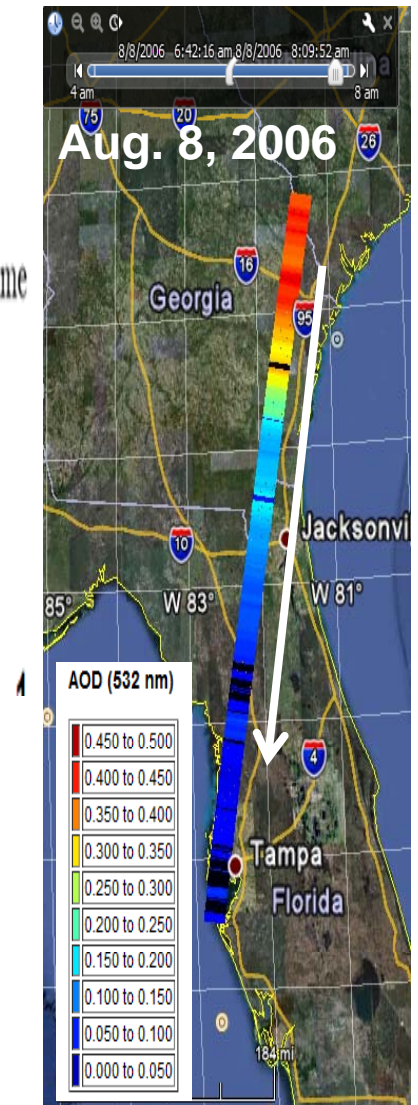 8/8/2006 6:42:16 am 8/8/2006 8:09:52 am
4 am 8 am
75
20
Aug. 8, 2006
26
me
16
Georgia
95
Jacksonvil
10
85° W 83° W 81°
AOD (532 nm)
0.450 to 0.500
0.400 to 0.450
0.350 to 0.400
0.300 to 0.350
0.250 to 0.300
0.200 to 0.250
0.150 to 0.200
0.100 to 0.150
0.050 to 0.100
0.000 to 0.050
4
Tampa
Florida
184 mi